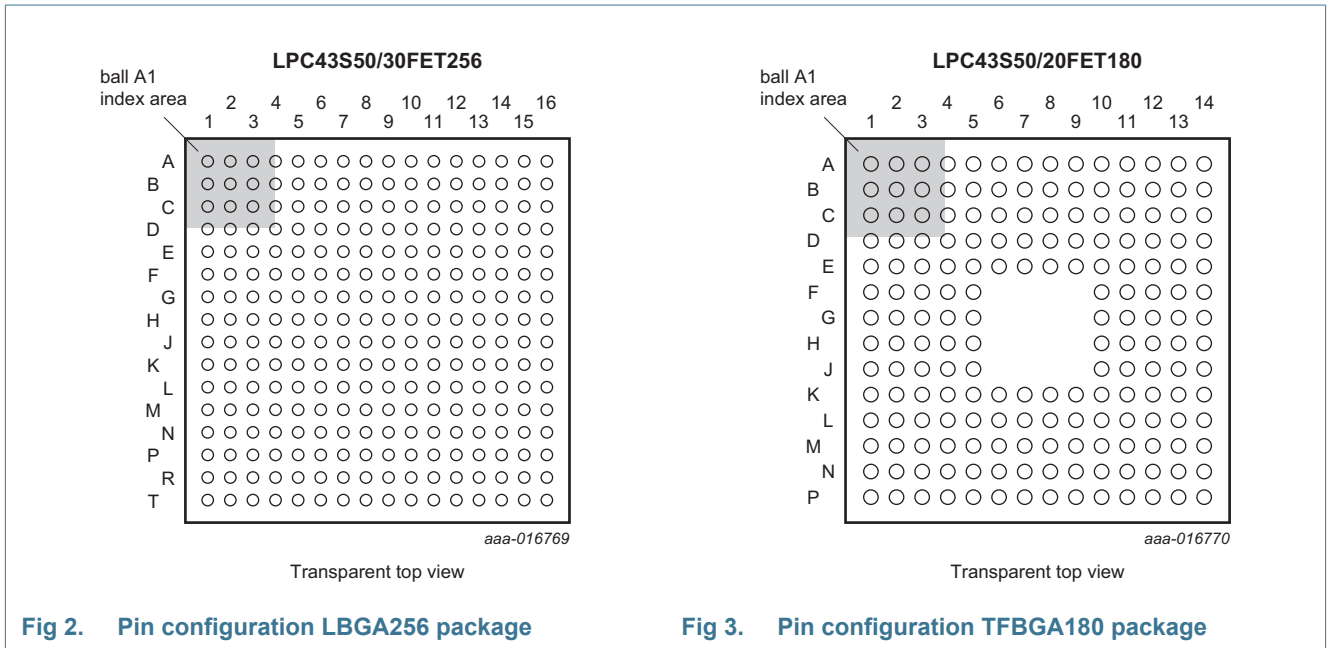 LPC43S50/30FET256
ball A1
index area
2 4 6 8 10 12 14 16
1 3 5 7 9 11 13 15
A
B
C
D
E
F
G
H
J
K
L
M
N
P
R
T
aaa-016769
Transparent top view
Fig 2. Pin configuration LBGA256 package
LPC43S50/20FET180
ball A1
index area
2 4 6 8 10 12 14
1 3 5 7 9 11 13
A
B
C
D
E
F
G
H
J
K
L
M
N
P
aaa-016770
Transparent top view
Fig 3. Pin configuration TFBGA180 package